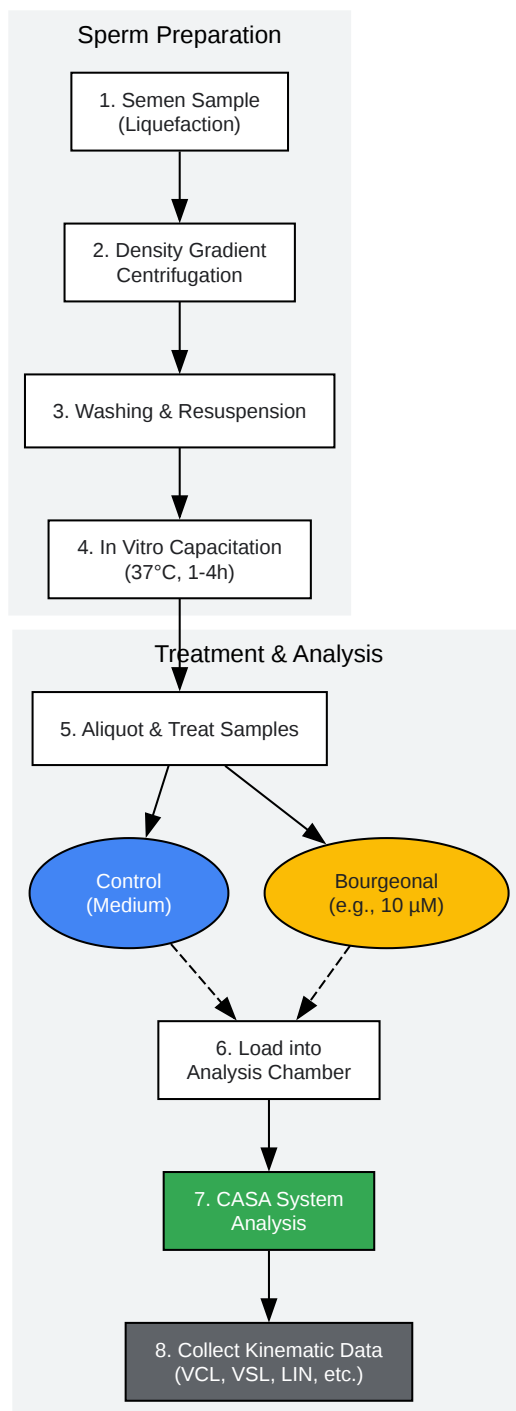 Sperm Preparation
1. Semen Sample
(Liquefaction)
2. Density Gradient
Centrifugation
3. Washing & Resuspension
4. In Vitro Capacitation
(37°C, 1-4h)
Treatment & Analysis
5. Aliquot & Treat Samples
Control
(Medium)
Bourgeonal
(e.g., 10 µM)
6. Load into
Analysis Chamber
7. CASA System
Analysis
8. Collect Kinematic Data
(VCL, VSL, LIN, etc.)